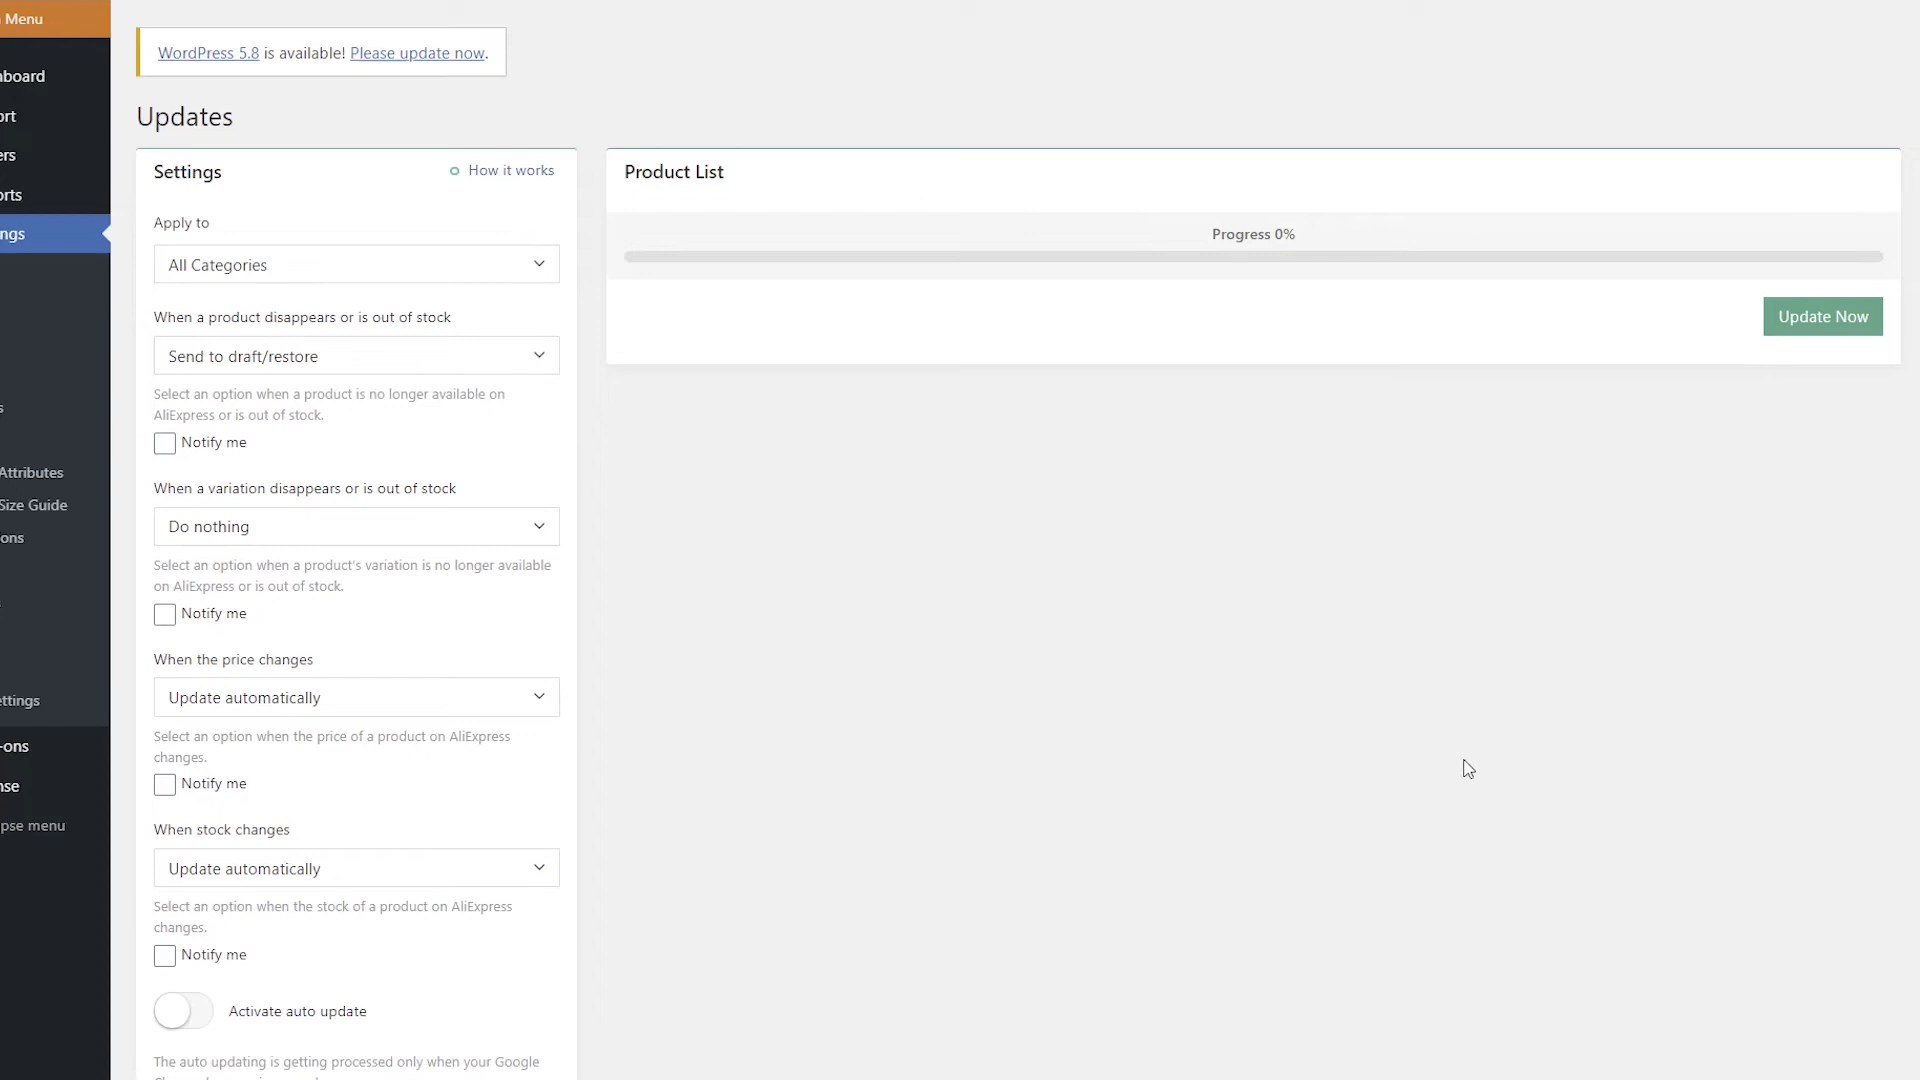 Menu
board
ort
ers
orts
ngs
s
Attributes
Size Guide
ons
ettings
-ons
nse
pse menu
WordPress 5.8 is available! Please update now.
Updates
Settings
How it works
Apply to
All Categories
When a product disappears or is out of stock
Send to draft/restore
Select an option when a product is no longer available on
AliExpress or is out of stock.
Notify me
When a variation disappears or is out of stock
Do nothing
Select an option when a product's variation is no longer available
on AliExpress or is out of stock.
Notify me
When the price changes
Update automatically
Select an option when the price of a product on AliExpress
changes.
Notify me
When stock changes
Update automatically
Select an option when the stock of a product on AliExpress
changes.
Notify me
Activate auto update
The auto updating is getting processed only when your Google
Product List
Progress 0%
Update Now